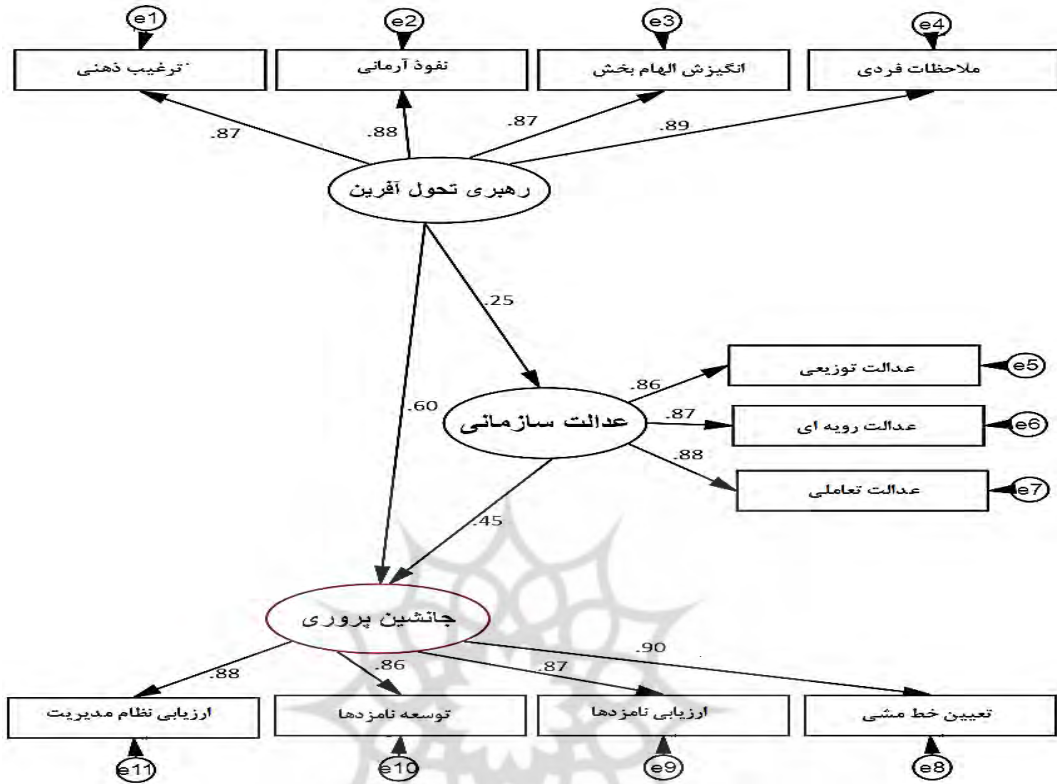 e1
e2
e3
e4
ترغیب ذهنی
نفوذ آرمانی
انگیزش الهام بخش
ملاحظات فردی
.87
.88
.87
.89
رهبری تحول آفرین
.25
.60
عدالت توزیعی
e5
.86
عدالت سازمانی
.87
عدالت رویه ای
e6
.88
عدالت تعاملی
e7
.45
جانشین پروری
.88
.86
.87
.90
ارزیابی نظام مدیریت
توسعه نامزدها
ارزیابی نامزدها
تعیین خط مشی
e11
e10
e9
e8